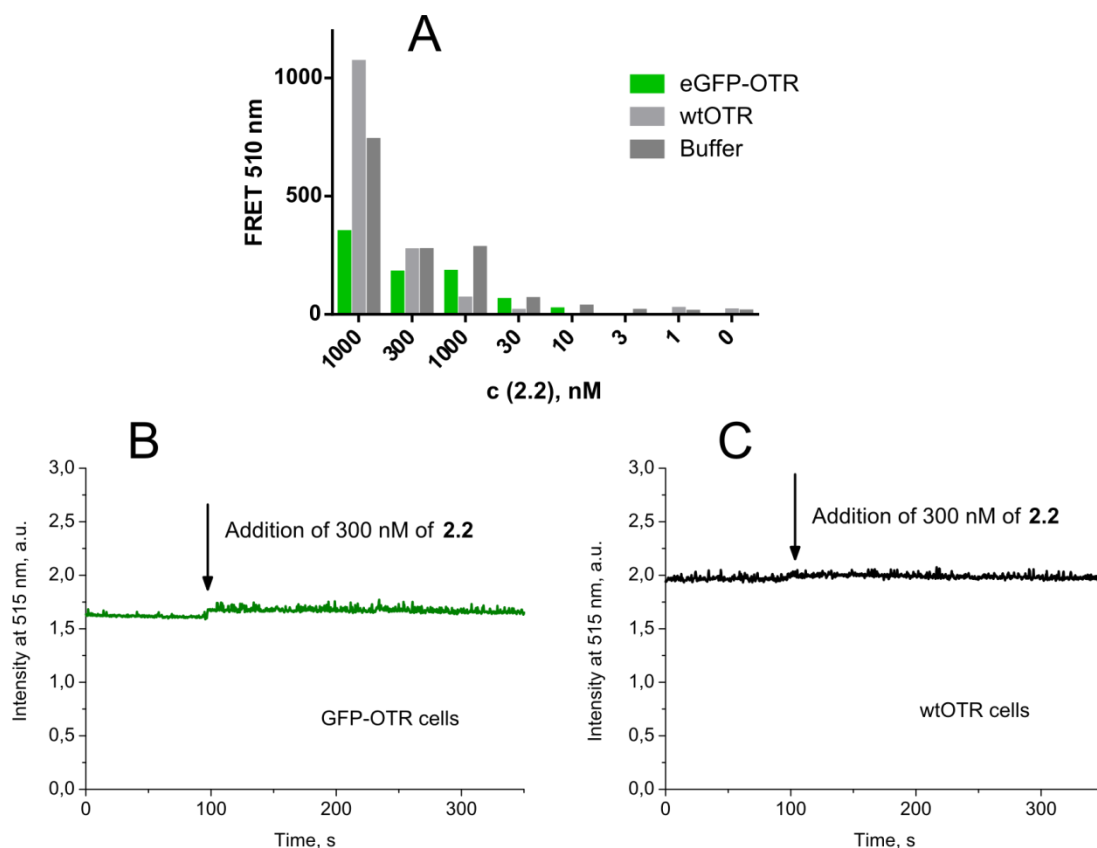 A
FRET 510 nm
1000
500
0
eGFP-OTR
wtOTR
Buffer
1000 300 1000 30 10 3 1 0
c (2.2), nM
B
Intensity at 515 nm, a.u.
3,0
2,5
2,0
1,5
1,0
0,5
0,0
Addition of 300 nM of 2.2
GFP-OTR cells
0 100 200 300
Time, s
C
Intensity at 515 nm, a.u.
3,0
2,5
2,0
1,5
1,0
0,5
0,0
Addition of 300 nM of 2.2
wtOTR cells
0 100 200 300
Time, s